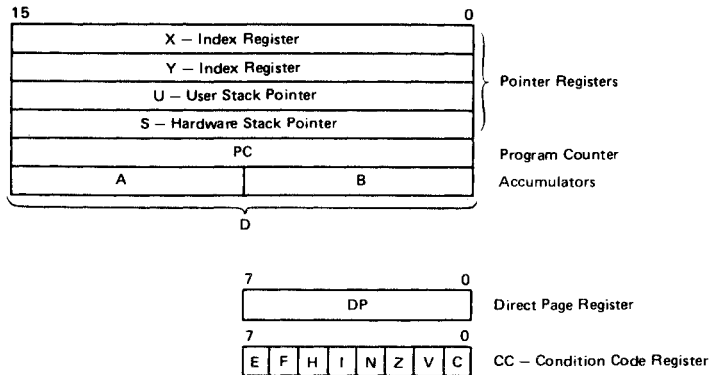 15 0
X – Index Register
Y – Index Register
U – User Stack Pointer
S – Hardware Stack Pointer
Pointer Registers
PC Program Counter
A B Accumulators
D
7 0
DP Direct Page Register
7 0
E F H I N Z V C CC – Condition Code Register